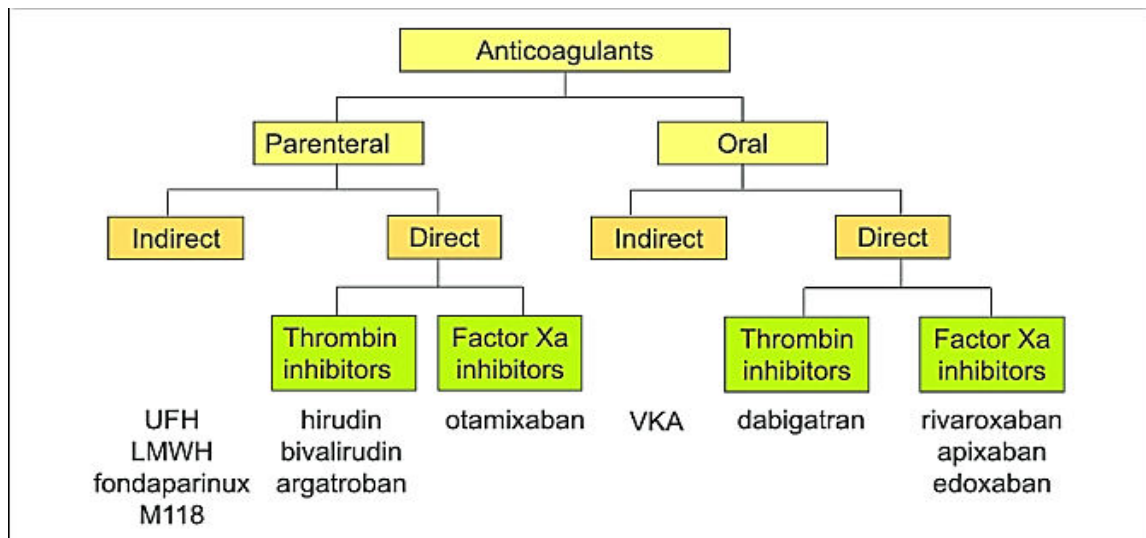 Anticoagulants
Parenteral
Oral
Indirect
Direct
Indirect
Direct
Thrombin
inhibitors
Factor Xa
inhibitors
Thrombin
inhibitors
Factor Xa
inhibitors
UFH
LMWH
fondaparinux
M118
hirudin
bivalirudin
argatroban
otamixaban
VKA
dabigatran
rivaroxaban
apixaban
edoxaban